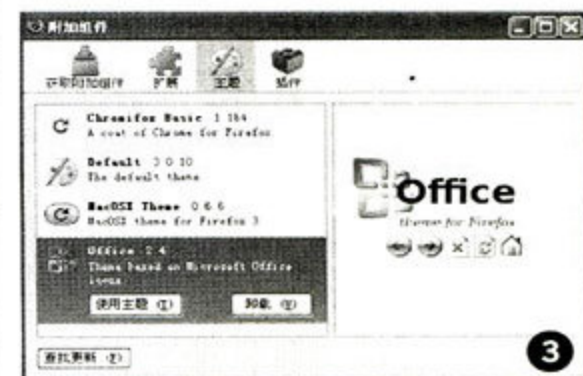 附加组件
获取附加组件 扩展 主题 插件
Chromifox Basic 1
A coat of Chrome for Firefox
Default 3.0.10
The default theme
MacOSX Theme 0.6.6
MacOSX theme for Firefox 3
Office 2.4
Theme based on Microsoft Office
icons
使用主题 (T) 卸载 (U)
Office
theme for Firefox
查找更新 (F)
3